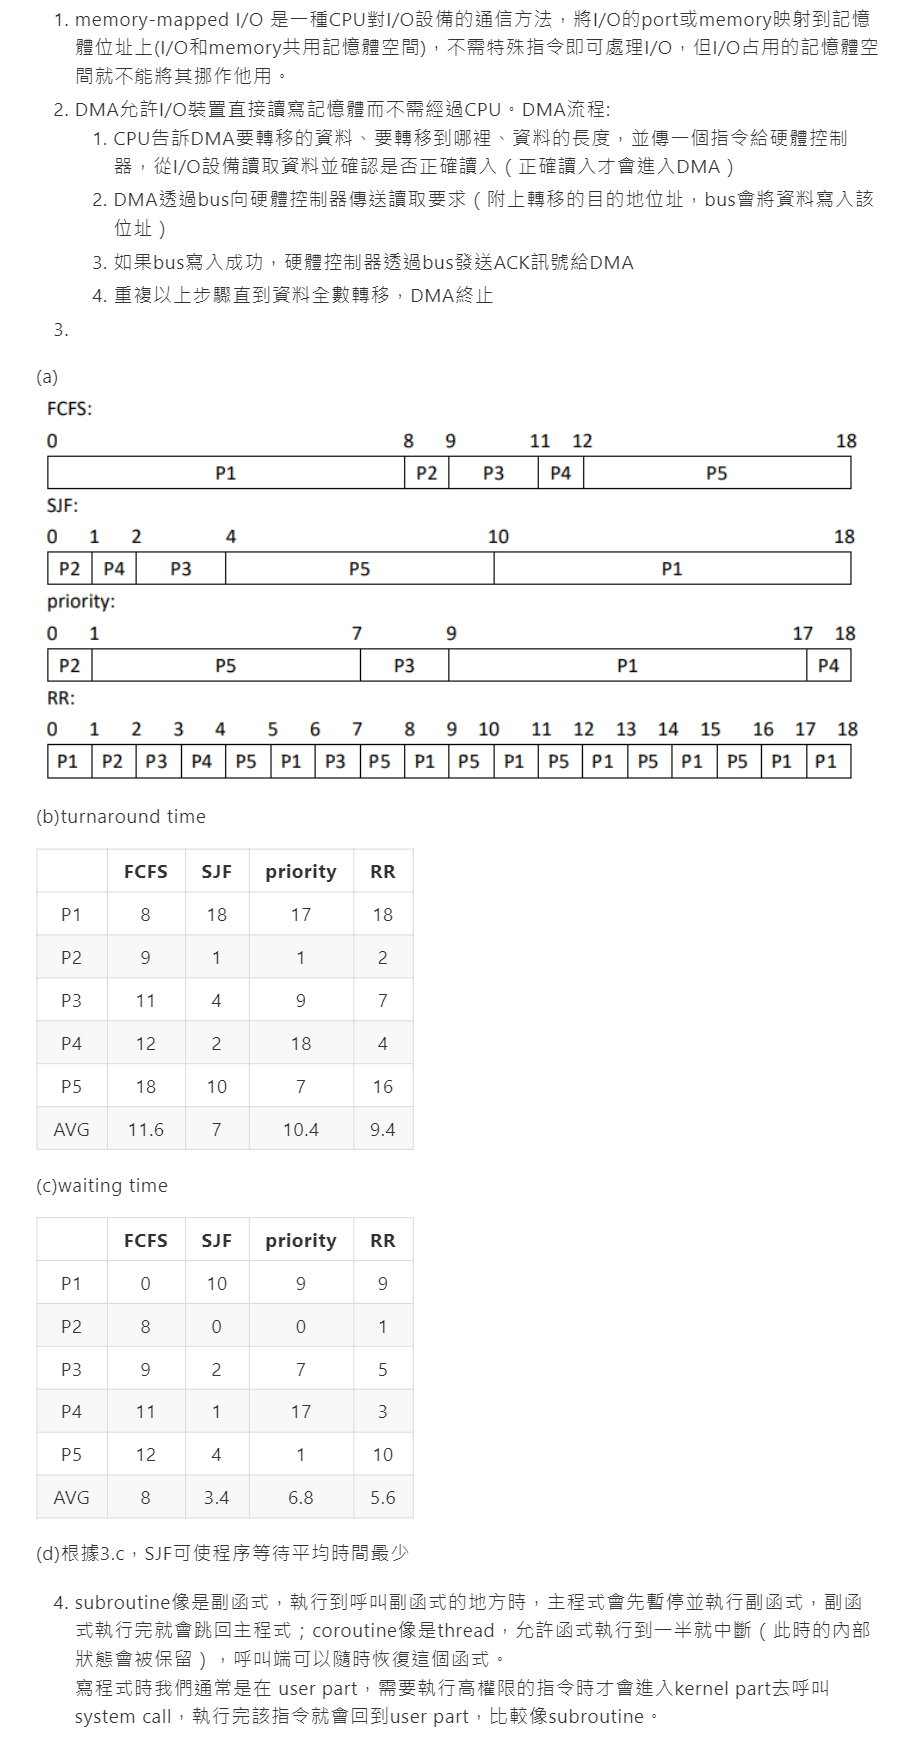 1. memory-mapped I/O 是一種CPU對I/O設備的通信方法，將I/O的port或memory映射到記憶
體位址上(I/O和memory共用記憶體空間)，不需特殊指令即可處理I/O，但I/O占用的記憶體空
間就不能將其挪作他用。
2. DMA允許I/O裝置直接讀寫記憶體而不需經過CPU。DMA流程:
1. CPU告訴DMA要轉移的資料、要轉移到哪裡、資料的長度，並傳一個指令給硬體控制
器，從I/O設備讀取資料並確認是否正確讀入（正確讀入才會進入DMA）
2. DMA透過bus向硬體控制器傳送讀取要求（附上轉移的目的地位址，bus會將資料寫入該
位址）
3. 如果bus寫入成功，硬體控制器透過bus發送ACK訊號給DMA
4. 重複以上步驟直到資料全數轉移，DMA終止
3.
(a)
FCFS:
0 8 9 11 12 18
P1 P2 P3 P4 P5
SJF:
0 1 2 4 10 18
P2 P4 P3 P5 P1
priority:
0 1 7 9 17 18
P2 P5 P3 P1 P4
RR:
0 1 2 3 4 5 6 7 8 9 10 11 12 13 14 15 16 17 18
P1 P2 P3 P4 P5 P1 P3 P5 P1 P5 P1 P5 P1 P5 P1 P5 P1 P1
(b)turnaround time
FCFS SJF priority RR
P1 8 18 17 18
P2 9 1 1 2
P3 11 4 9 7
P4 12 2 18 4
P5 18 10 7 16
AVG 11.6 7 10.4 9.4
(c)waiting time
FCFS SJF priority RR
P1 0 10 9 9
P2 8 0 0 1
P3 9 2 7 5
P4 11 1 17 3
P5 12 4 1 10
AVG 8 3.4 6.8 5.6
(d)根據3.c，SJF可使程序等待平均時間最少
4. subroutine像是副函式，執行到呼叫副函式的地方時，主程式會先暫停並執行副函式，副函
式執行完就會跳回主程式；coroutine像是thread，允許函式執行到一半就中斷（此時的內部
狀態會被保留），呼叫端可以隨時恢復這個函式。
寫程式時我們通常是在 user part，需要執行高權限的指令時才會進入kernel part去呼叫
system call，執行完該指令就會回到user part，比較像subroutine。